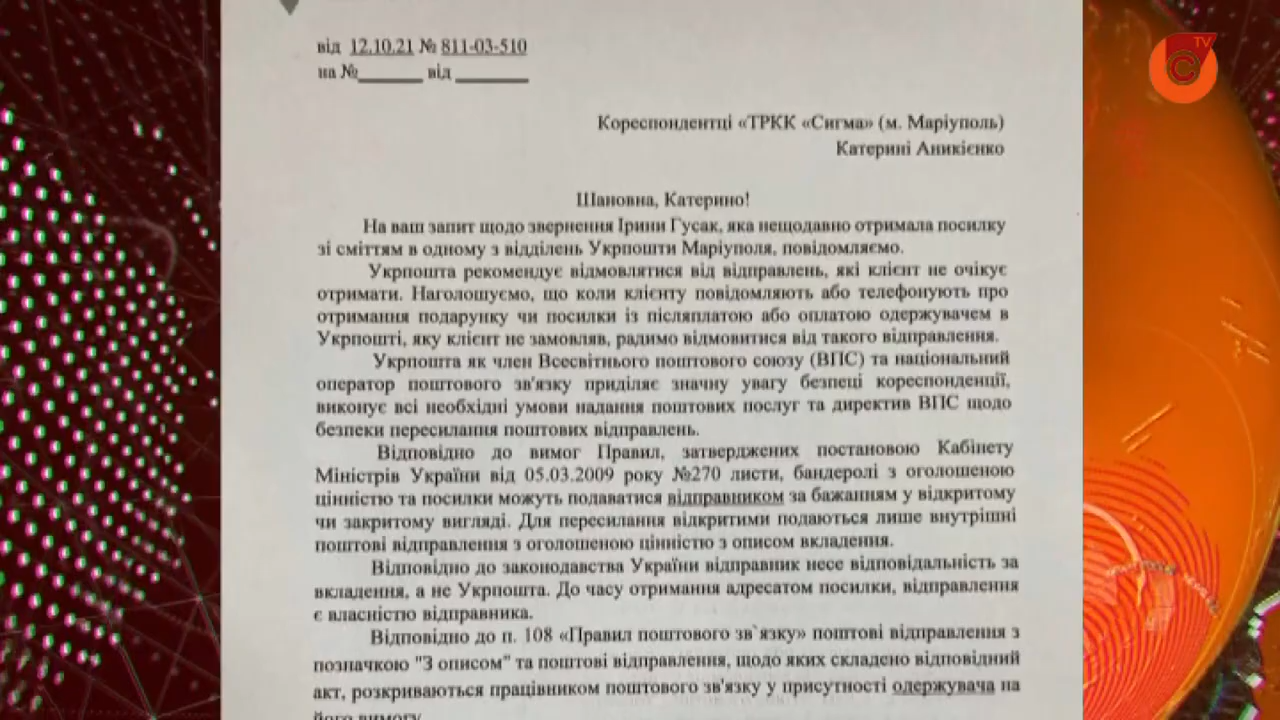 TV
C
від 12.10.21 № 811-03-510
на №______ від ______
Кореспондентці «ТРКК «Сигма» (м. Маріуполь)
Катерині Аникієнко
Шановна, Катерино!
На ваш запит щодо звернення Ірини Гусак, яка нещодавно отримала посилку
зі сміттям в одному з відділень Укрпошти Маріуполя, повідомляємо.
Укрпошта рекомендує відмовлятися від відправлень, які клієнт не очікує
отримати. Наголошуємо, що коли клієнту повідомляють або телефонують про
отримання подарунку чи посилки із післяплатою або оплатою одержувачем в
Укрпошті, яку клієнт не замовляв, радимо відмовитися від такого відправлення.
Укрпошта як член Всесвітнього поштового союзу (ВПС) та національний
оператор поштового зв'язку приділяє значну увагу безпеці кореспонденції,
виконує всі необхідні умови надання поштових послуг та директив ВПС щодо
безпеки пересилання поштових відправлень.
Відповідно до вимог Правил, затверджених постановою Кабінету
Міністрів України від 05.03.2009 року №270 листи, бандеролі з оголошеною
цінністю та посилки можуть подаватися відправником за бажанням у відкритому
чи закритому вигляді. Для пересилання відкритими подаються лише внутрішні
поштові відправлення з оголошеною цінністю з описом вкладення.
Відповідно до законодавства України відправник несе відповідальність за
вкладення, а не Укрпошта. До часу отримання адресатом посилки, відправлення
є власністю відправника.
Відповідно до п. 108 «Правил поштового зв`язку» поштові відправлення з
позначкою "З описом" та поштові відправлення, щодо яких складено відповідний
акт, розкриваються працівником поштового зв'язку у присутності одержувача на
його вимогу